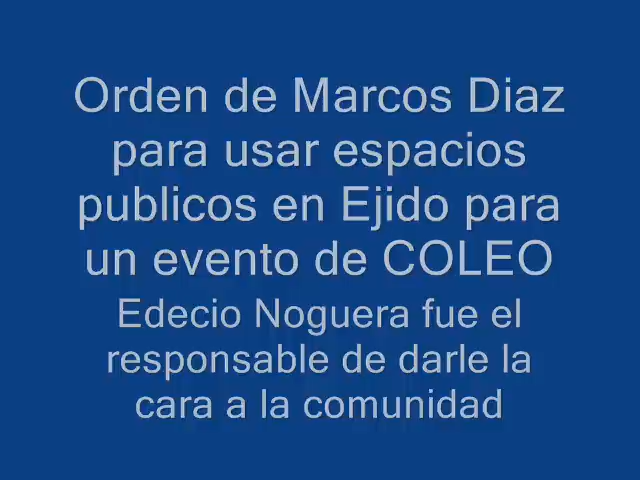 Orden de Marcos Diaz
para usar espacios
publicos en Ejido para
un evento de COLEO
Edecio Noguera fue el
responsable de darle la
cara a la comunidad